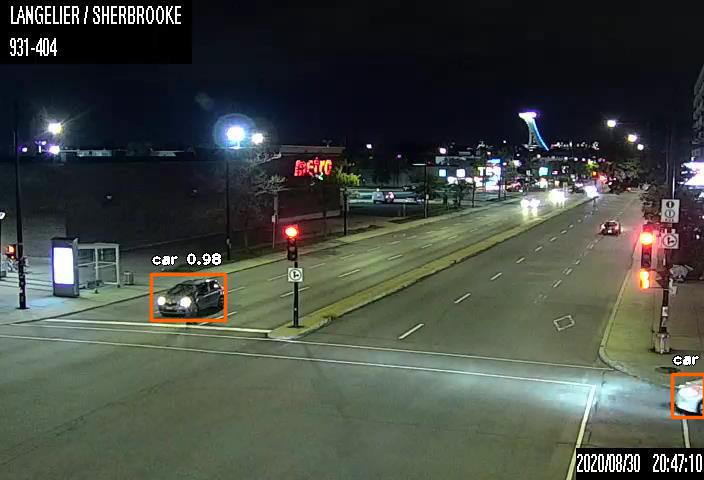 LANGELIER / SHERBROOKE
931-404
metro
car 0.98
car
2020/08/30 20:47:10